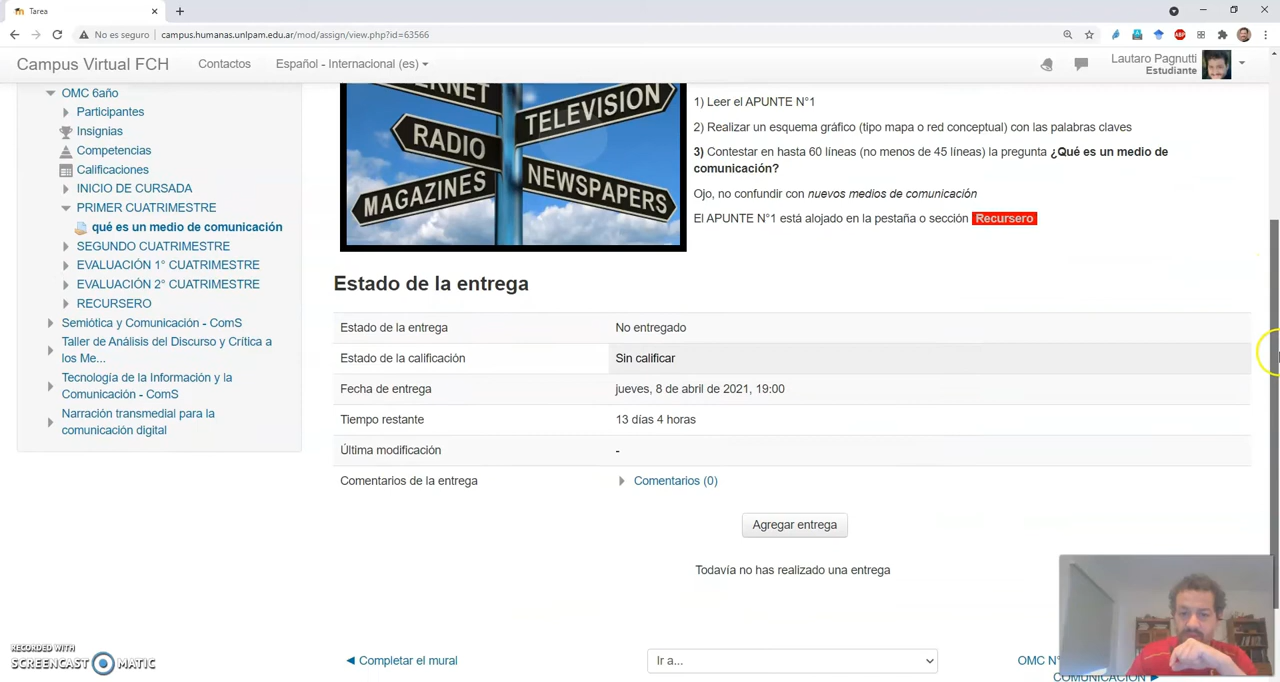 Tarea
No es seguro
campus.humanas.unlpam.edu.ar/mod/assign/view.php?id=63566
ABP
Campus Virtual FCH
Contactos
Español - Internacional (es)
Lautaro Pagnutti
Estudiante
OMC 6año
Participantes
Insignias
Competencias
Calificaciones
INICIO DE CURSADA
PRIMER CUATRIMESTRE
qué es un medio de comunicación
SEGUNDO CUATRIMESTRE
EVALUACIÓN 1° CUATRIMESTRE
EVALUACIÓN 2° CUATRIMESTRE
RECURSERO
Semiótica y Comunicación - ComS
Taller de Análisis del Discurso y Crítica a
los Me...
Tecnología de la Información y la
Comunicación - ComS
Narración transmedial para la
comunicación digital
TELEVISION
RADIO
MAGAZINES
NEWSPAPERS
1) Leer el APUNTE N°1
2) Realizar un esquema gráfico (tipo mapa o red conceptual) con las palabras claves
3) Contestar en hasta 60 líneas (no menos de 45 líneas) la pregunta ¿Qué es un medio de
comunicación?
Ojo, no confundir con nuevos medios de comunicación
El APUNTE N°1 está alojado en la pestaña o sección Recursero
Estado de la entrega
Estado de la entrega No entregado
Estado de la calificación Sin calificar
Fecha de entrega jueves, 8 de abril de 2021, 19:00
Tiempo restante 13 días 4 horas
Última modificación -
Comentarios de la entrega Comentarios (0)
Agregar entrega
Todavía no has realizado una entrega
◄ Completar el mural
Ir a...
OMC N°
COMUNICACIÓN ►
RECORDED WITH
SCREENCAST MATIC